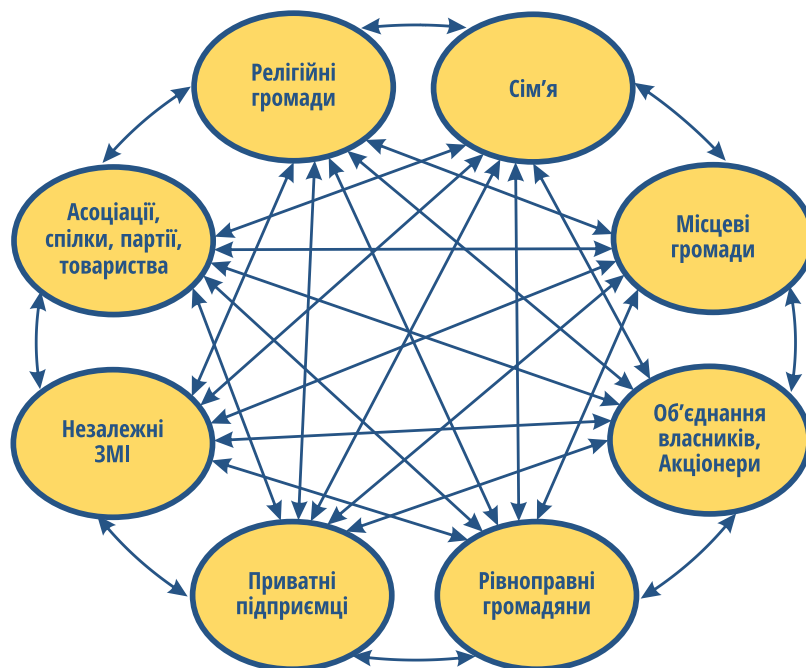 Релігійні
громади
Сім’я
Асоціації,
спілки, партії,
товариства
Місцеві
громади
Незалежні
ЗМІ
Об’єднання
власників,
Акціонери
Приватні
підприємці
Рівноправні
громадяни